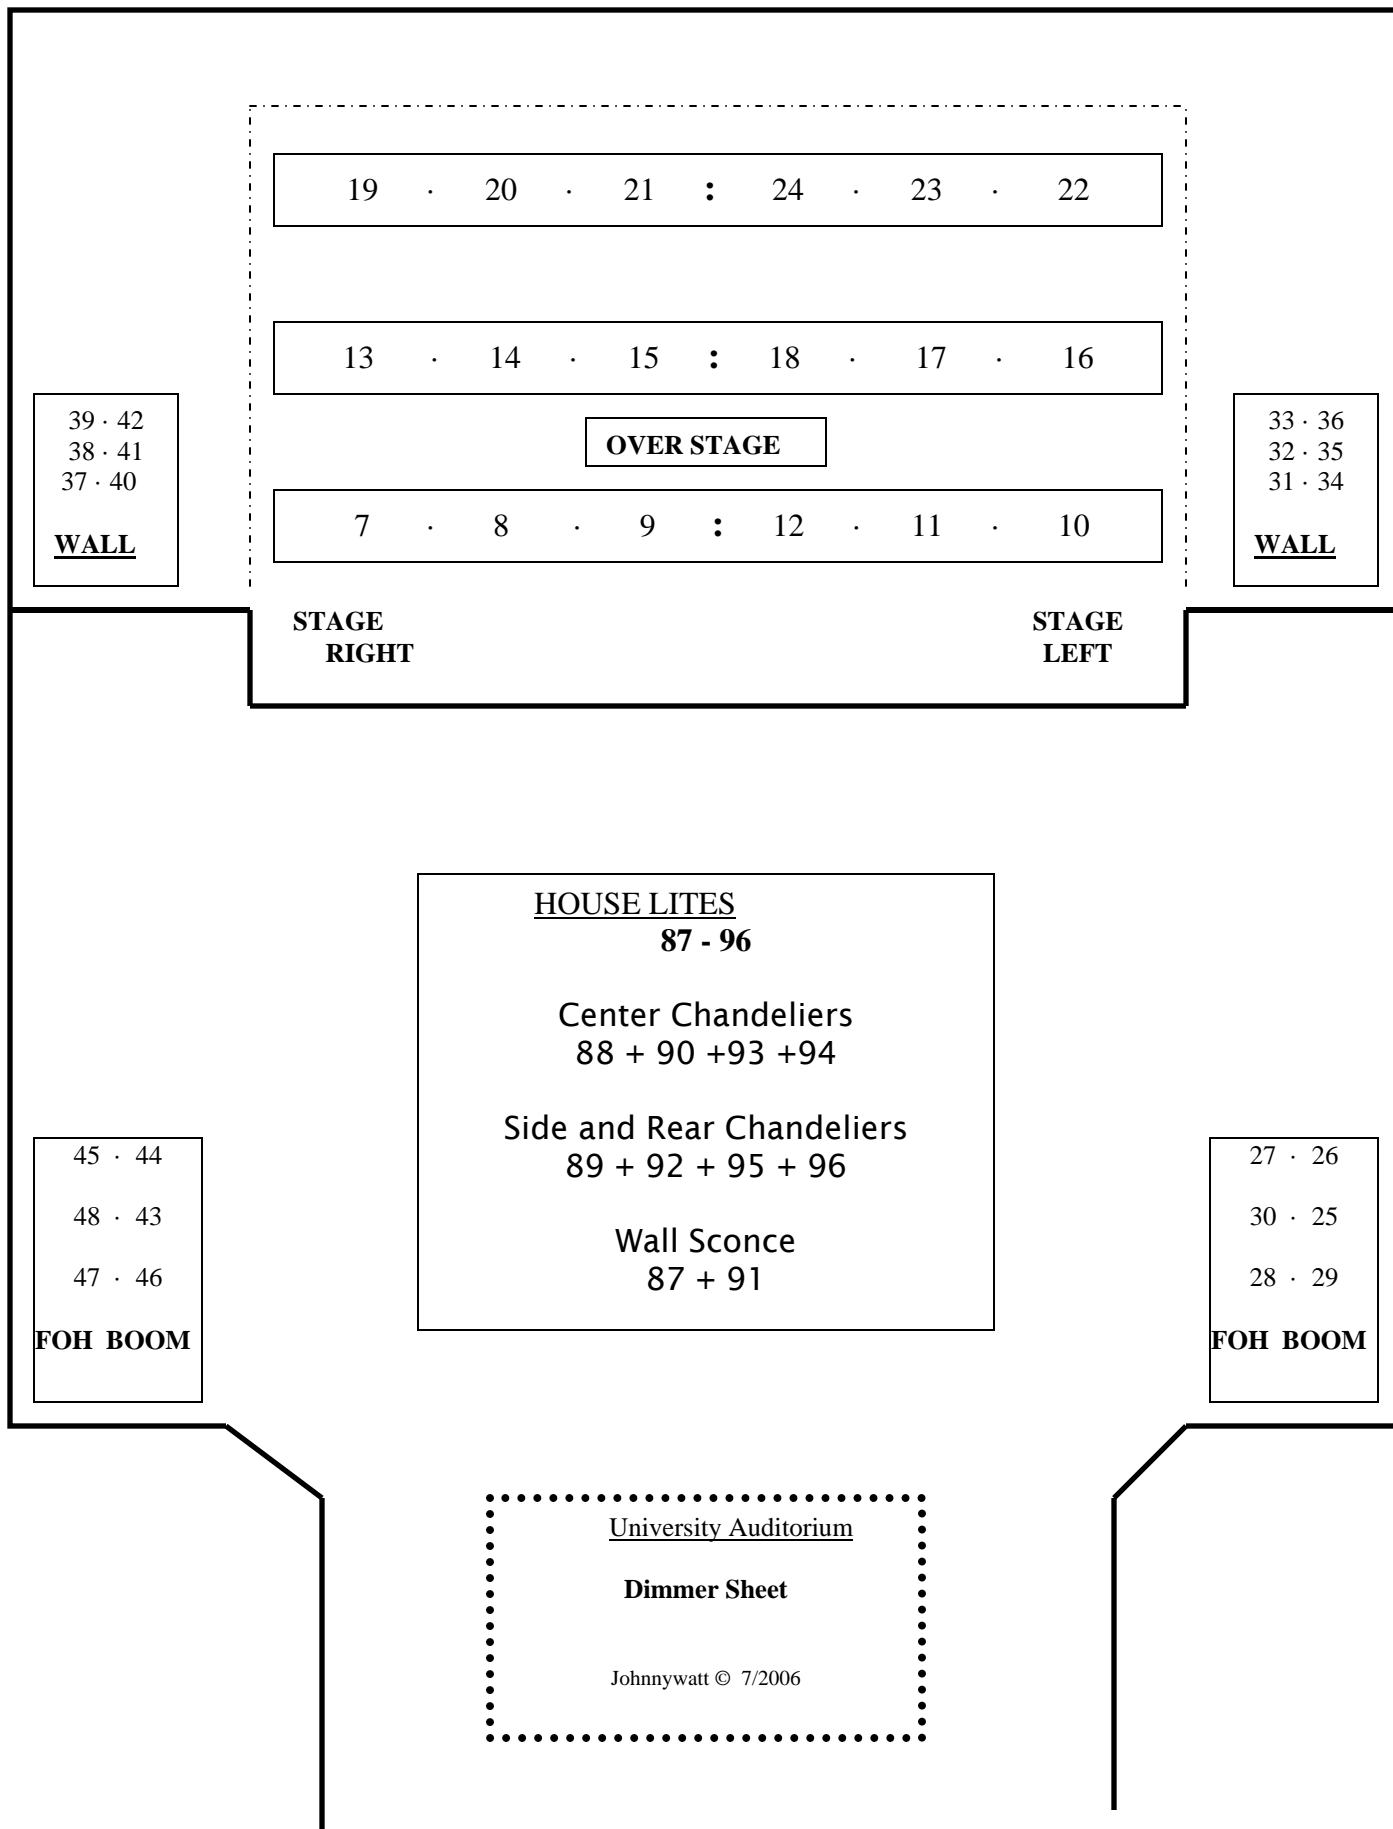 19 · 20 · 21 : 24 · 23 · 22
13 · 14 · 15 : 18 · 17 · 16
39 · 42
38 · 41
37 · 40
WALL
OVER STAGE
33 · 36
32 · 35
31 · 34
WALL
7 · 8 · 9 : 12 · 11 · 10
STAGE
RIGHT
STAGE
LEFT
HOUSE LITES
87 - 96
Center Chandeliers
88 + 90 +93 +94
Side and Rear Chandeliers
89 + 92 + 95 + 96
Wall Sconce
87 + 91
45 · 44
48 · 43
47 · 46
FOH BOOM
27 · 26
30 · 25
28 · 29
FOH BOOM
University Auditorium
Dimmer Sheet
Johnnywatt © 7/2006